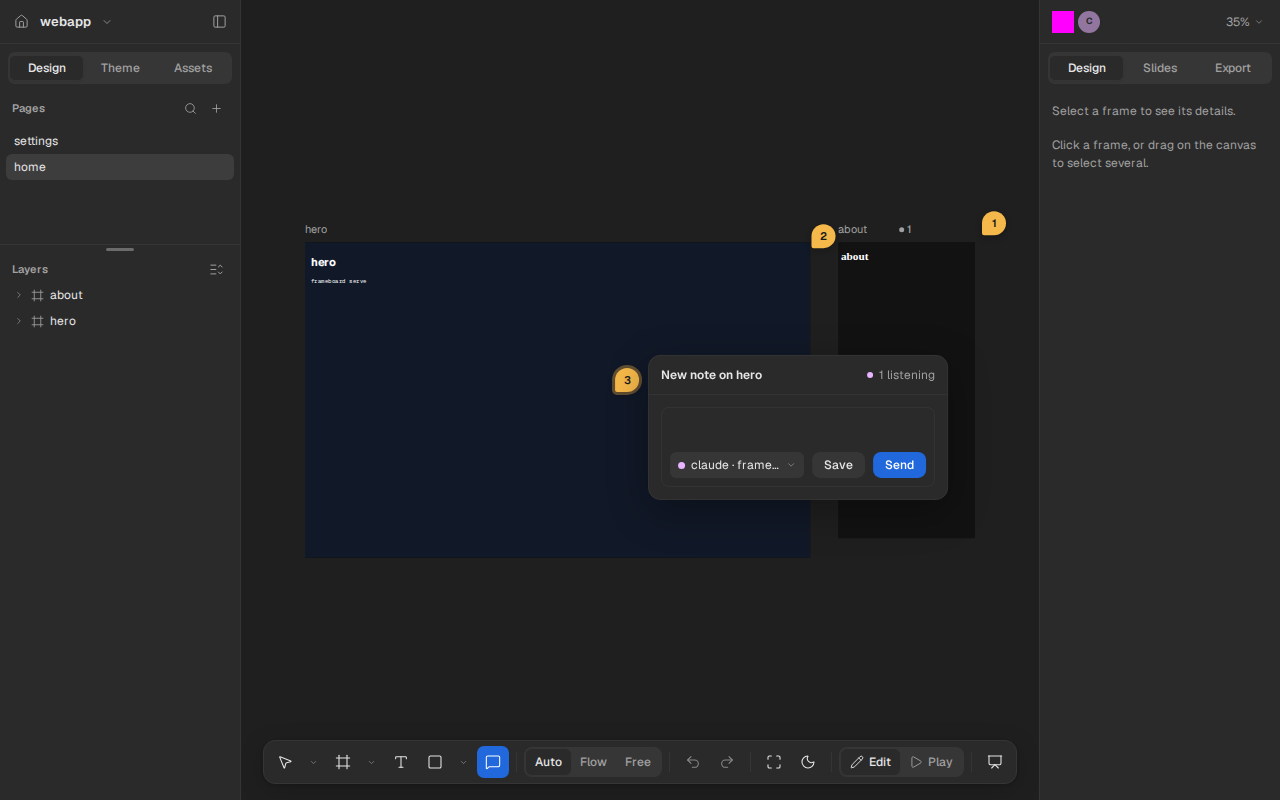 webapp
C
35%
Design
Theme
Assets
Design
Slides
Export
Pages
Select a frame to see its details.
settings
Click a frame, or drag on the canvas
to select several.
home
hero
2
about
1
1
hero
about
frameboard serve
Layers
about
hero
3
New note on hero
1 listening
claude · frame…
Save
Send
Auto
Flow
Free
Edit
Play